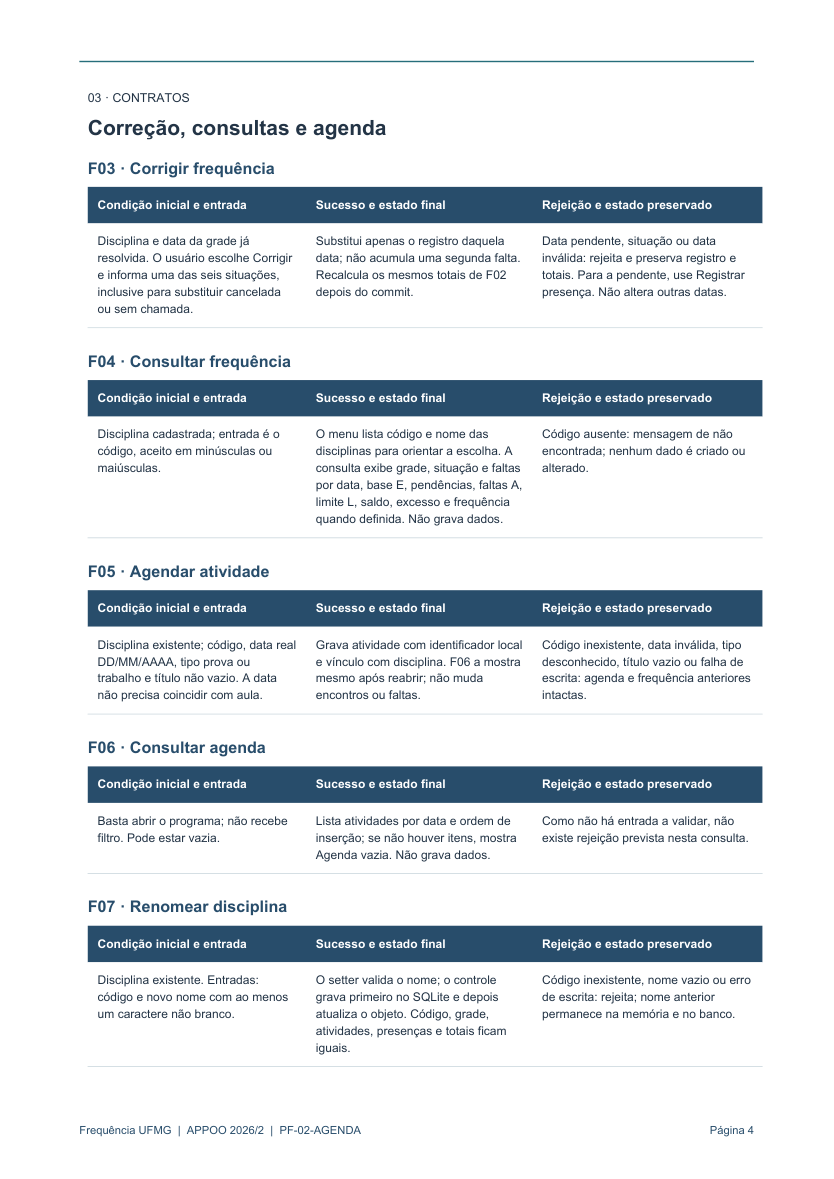 03 · CONTRATOS
Correção, consultas e agenda
F03 · Corrigir frequência
Condição inicial e entrada
Sucesso e estado final
Rejeição e estado preservado
Disciplina e data da grade já
resolvida. O usuário escolhe Corrigir
e informa uma das seis situações,
inclusive para substituir cancelada
ou sem chamada.
Substitui apenas o registro daquela
data; não acumula uma segunda falta.
Recalcula os mesmos totais de F02
depois do commit.
Data pendente, situação ou data
inválida: rejeita e preserva registro e
totais. Para a pendente, use Registrar
presença. Não altera outras datas.
F04 · Consultar frequência
Condição inicial e entrada
Sucesso e estado final
Rejeição e estado preservado
Disciplina cadastrada; entrada é o
código, aceito em minúsculas ou
maiúsculas.
O menu lista código e nome das
disciplinas para orientar a escolha. A
consulta exibe grade, situação e faltas
por data, base E, pendências, faltas A,
limite L, saldo, excesso e frequência
quando definida. Não grava dados.
Código ausente: mensagem de não
encontrada; nenhum dado é criado ou
alterado.
F05 · Agendar atividade
Condição inicial e entrada
Sucesso e estado final
Rejeição e estado preservado
Disciplina existente; código, data real
DD/MM/AAAA, tipo prova ou
trabalho e título não vazio. A data
não precisa coincidir com aula.
Grava atividade com identificador local
e vínculo com disciplina. F06 a mostra
mesmo após reabrir; não muda
encontros ou faltas.
Código inexistente, data inválida, tipo
desconhecido, título vazio ou falha de
escrita: agenda e frequência anteriores
intactas.
F06 · Consultar agenda
Condição inicial e entrada
Sucesso e estado final
Rejeição e estado preservado
Basta abrir o programa; não recebe
filtro. Pode estar vazia.
Lista atividades por data e ordem de
inserção; se não houver itens, mostra
Agenda vazia. Não grava dados.
Como não há entrada a validar, não
existe rejeição prevista nesta consulta.
F07 · Renomear disciplina
Condição inicial e entrada
Sucesso e estado final
Rejeição e estado preservado
Disciplina existente. Entradas:
código e novo nome com ao menos
um caractere não branco.
O setter valida o nome; o controle
grava primeiro no SQLite e depois
atualiza o objeto. Código, grade,
atividades, presenças e totais ficam
iguais.
Código inexistente, nome vazio ou erro
de escrita: rejeita; nome anterior
permanece na memória e no banco.
Frequência UFMG | APPOO 2026/2 | PF-02-AGENDA
Página 4